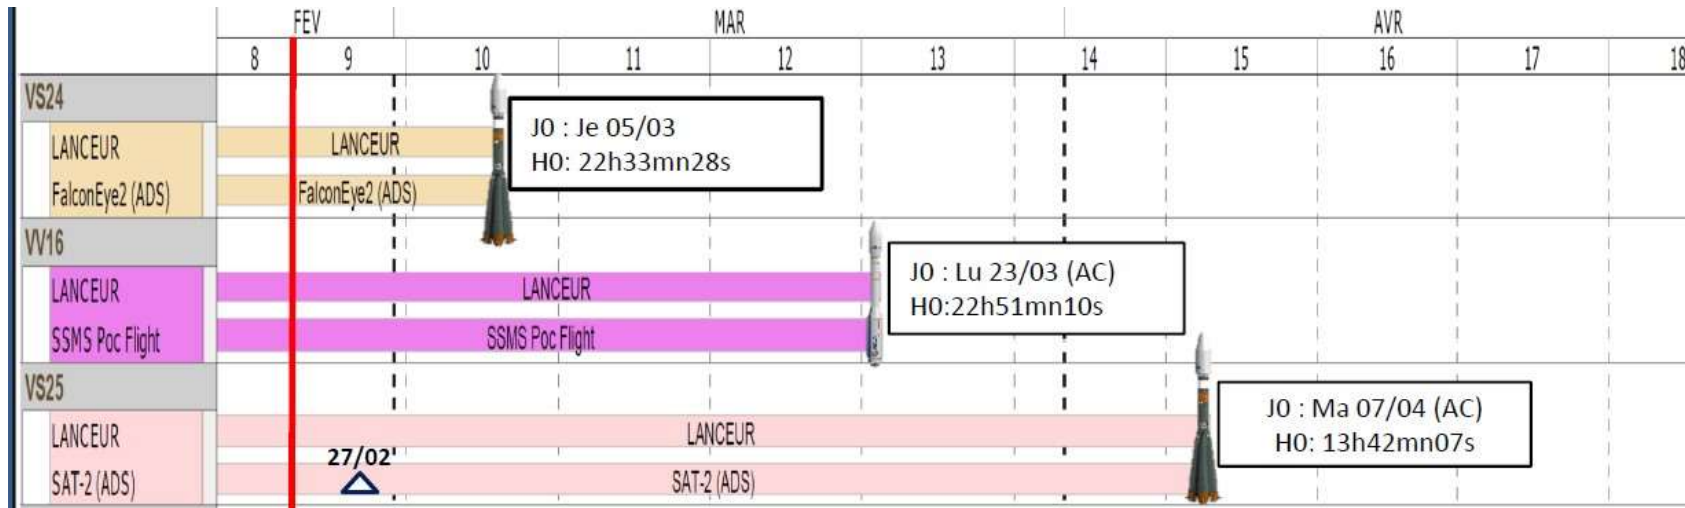 FEV MAR AVR
8 9 10 11 12 13 14 15 16 17 18
VS24
LANCEUR LANCEUR
FalconEye2 (ADS) FalconEye2 (ADS)
J0 : Je 05/03
H0: 22h33mn28s
VV16
LANCEUR LANCEUR
SSMS Poc Flight SSMS Poc Flight
J0 : Lu 23/03 (AC)
H0:22h51mn10s
VS25
LANCEUR LANCEUR
27/02
SAT-2 (ADS) SAT-2 (ADS)
J0 : Ma 07/04 (AC)
H0: 13h42mn07s